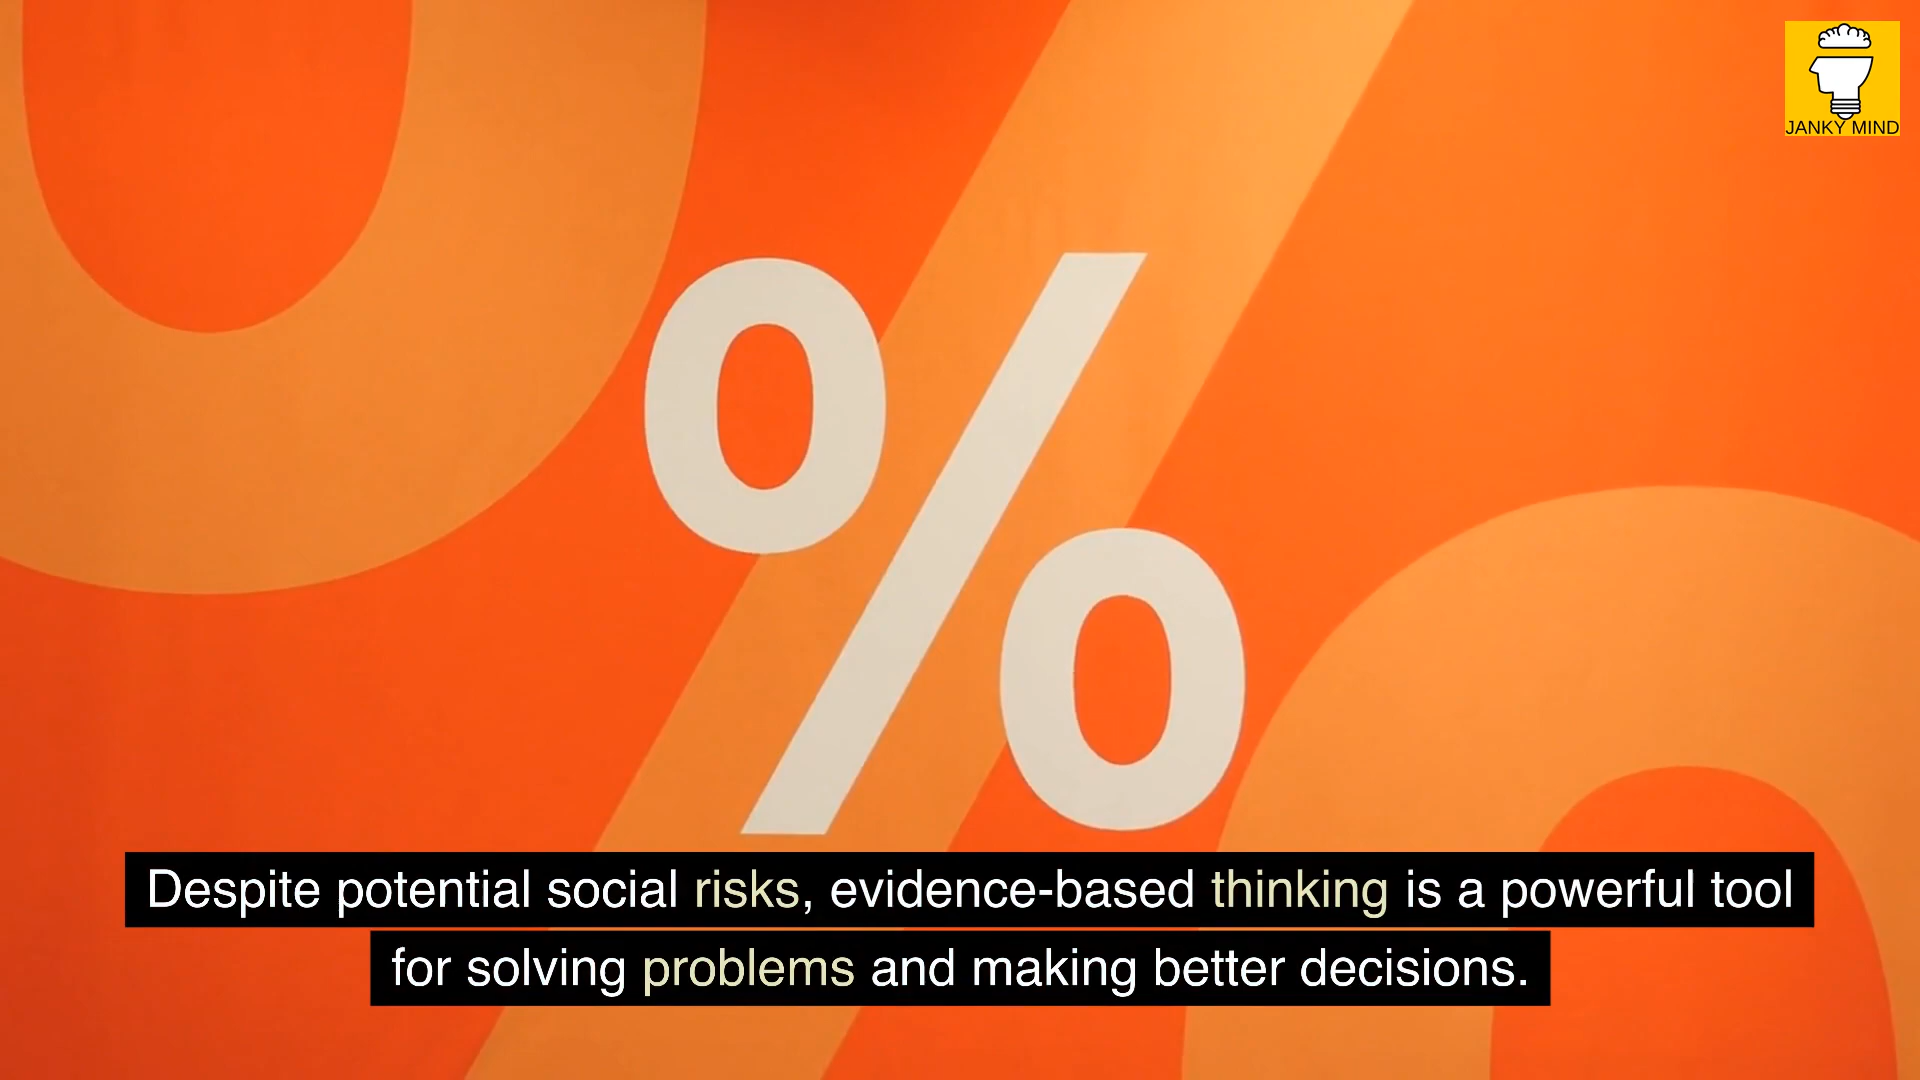 JANKY MIND
%
Despite potential social risks, evidence-based thinking is a powerful tool
for solving problems and making better decisions.